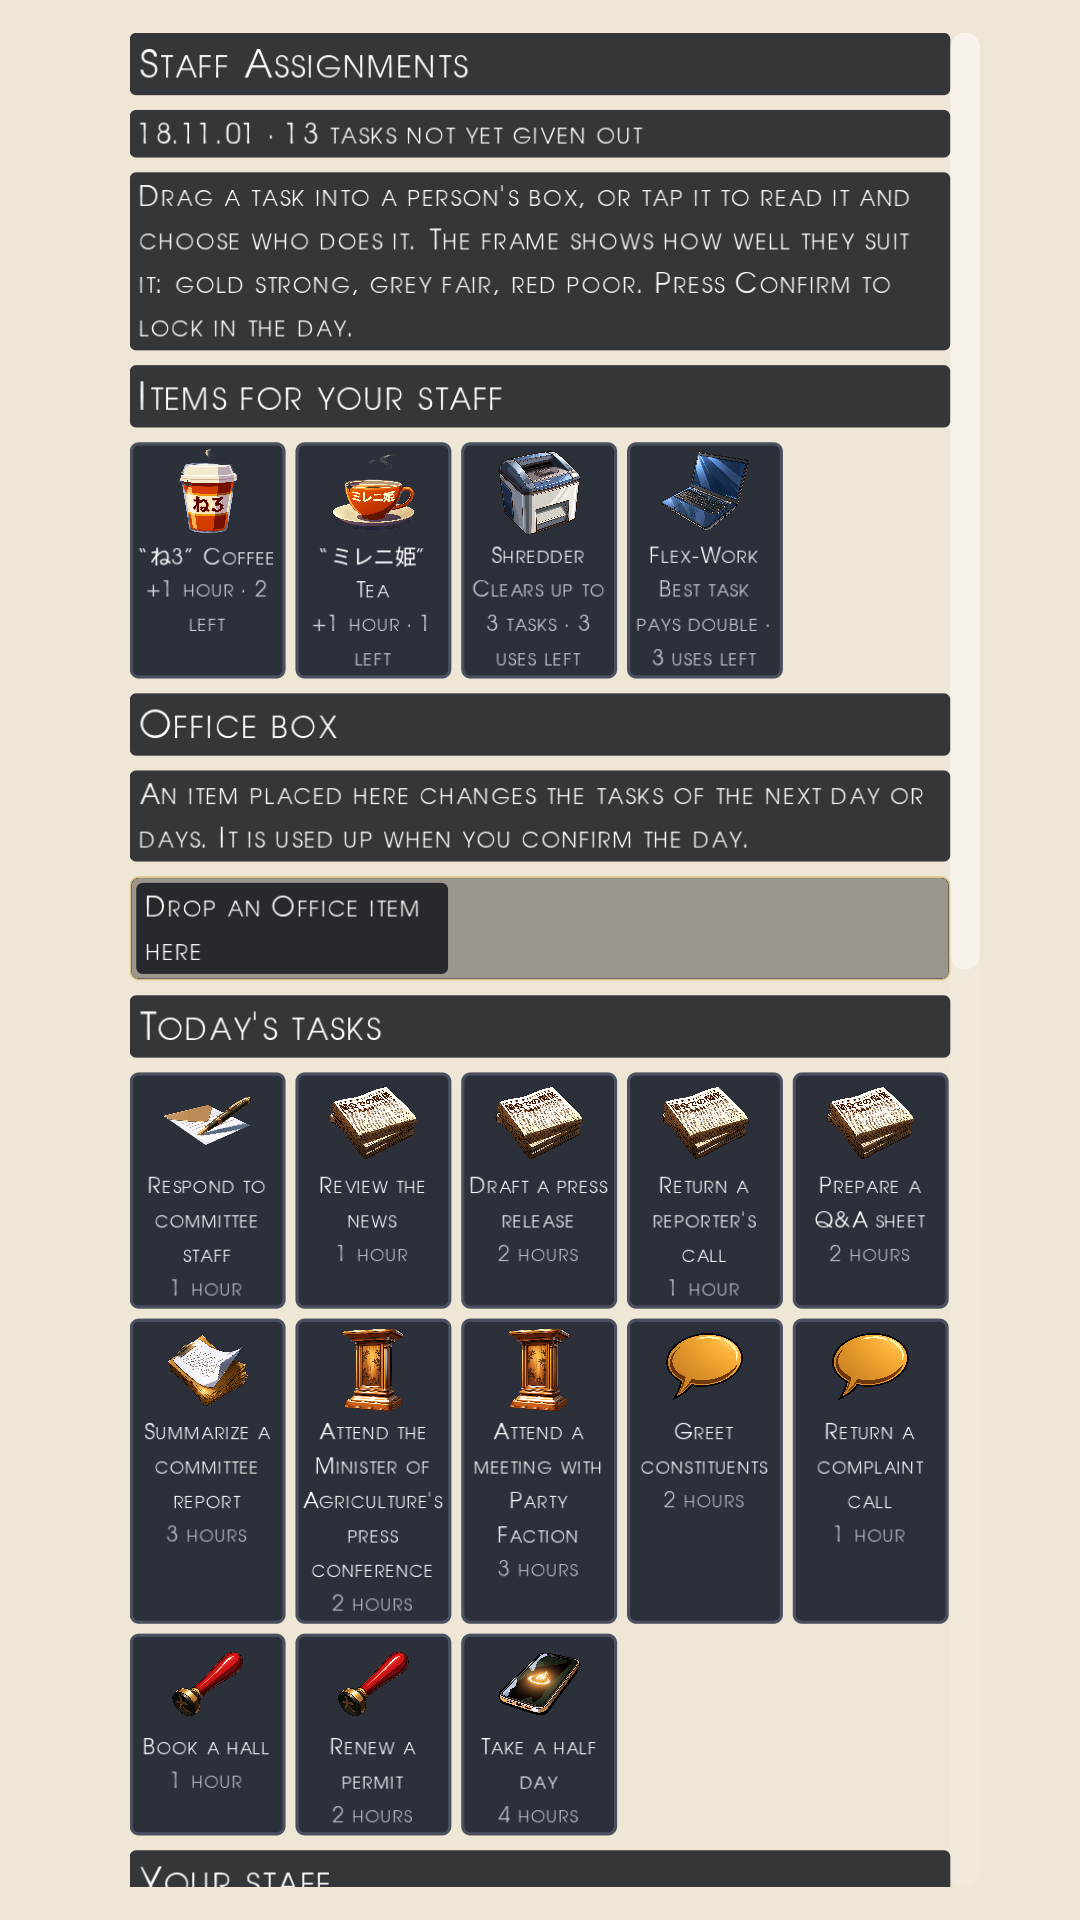 Staff Assignments
18.11.01 · 13 tasks not yet given out
Drag a task into a person's box, or tap it to read it and
choose who does it. The frame shows how well they suit
it: gold strong, grey fair, red poor. Press Confirm to
lock in the day.
Items for your staff
ねろ
"ね3" Coffee
+1 hour · 2
left
ミレニ姫
"ミレニ姫"
Tea
+1 hour · 1
left
Shredder
Clears up to
3 tasks · 3
uses left
Flex-Work
Best task
pays double ·
3 uses left
Office box
An item placed here changes the tasks of the next day or
days. It is used up when you confirm the day.
Drop an Office item
here
Today's tasks
Respond to
committee
staff
1 hour
Review the
news
1 hour
Draft a press
release
2 hours
Return a
reporter's
call
1 hour
Prepare a
Q&A sheet
2 hours
Summarize a
committee
report
3 hours
Attend the
Minister of
Agriculture's
press
conference
2 hours
Attend a
meeting with
Party
Faction
3 hours
Greet
constituents
2 hours
Return a
complaint
call
1 hour
Book a hall
1 hour
Renew a
permit
2 hours
Take a half
day
4 hours
Your staff